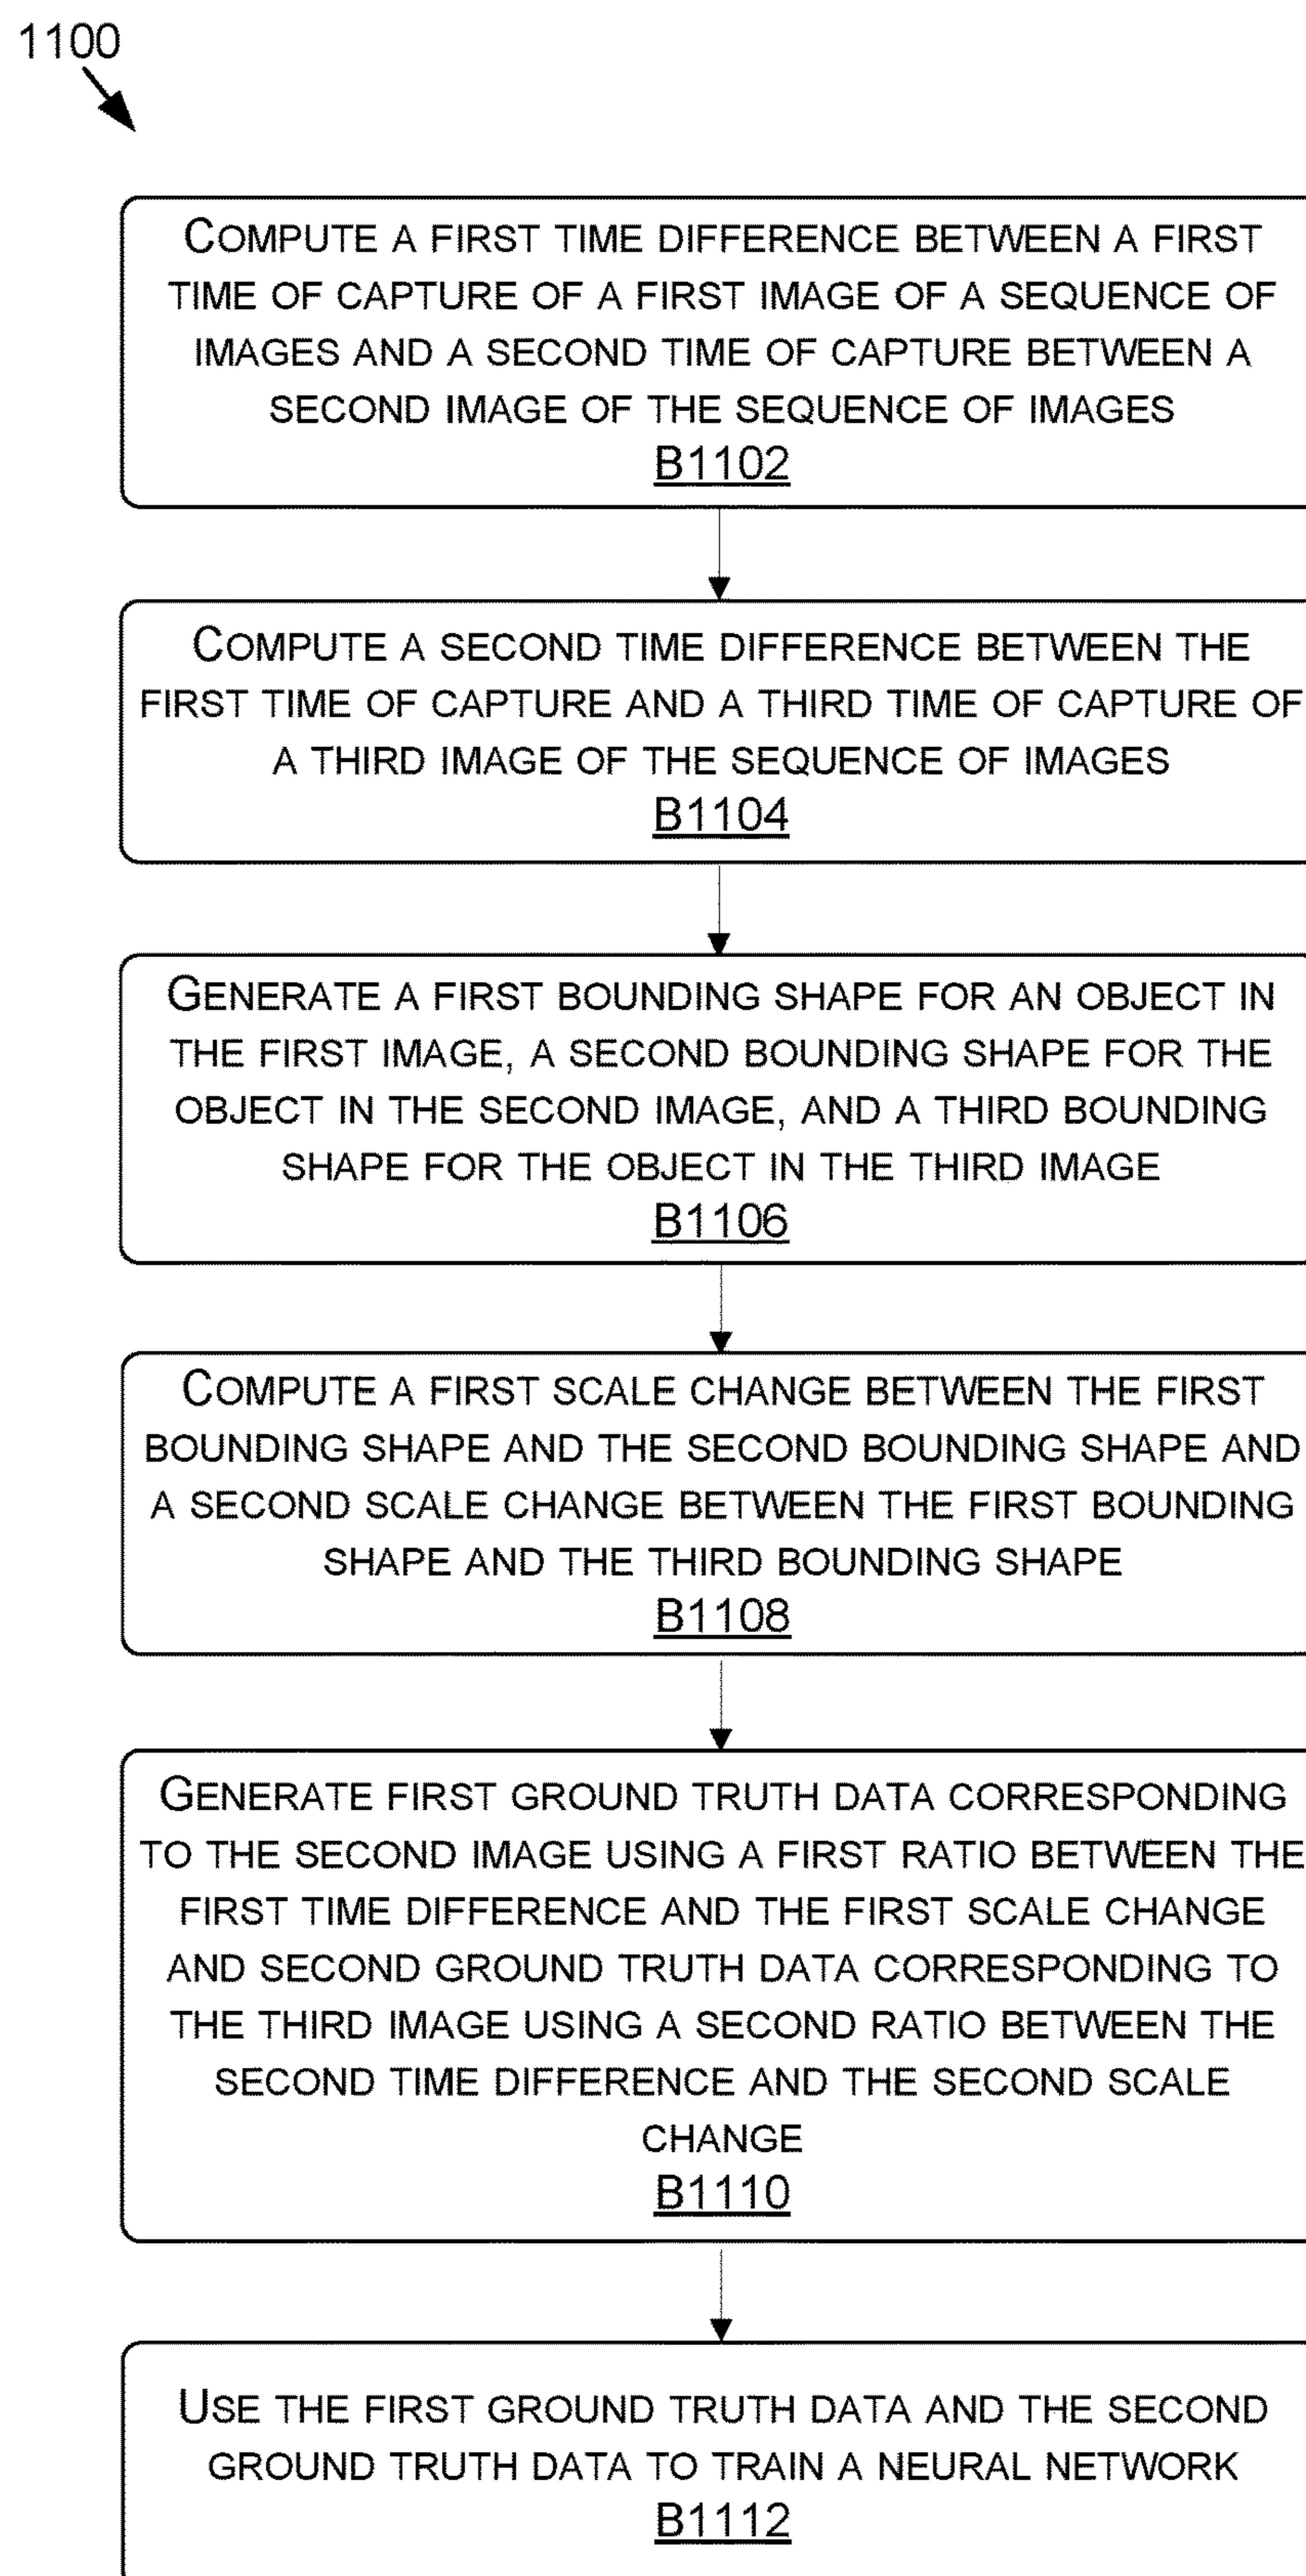 1100
COMPUTE A FIRST TIME DIFFERENCE BETWEEN A FIRST
TIME OF CAPTURE OF A FIRST IMAGE OF A SEQUENCE OF
IMAGES AND A SECOND TIME OF CAPTURE BETWEEN A
SECOND IMAGE OF THE SEQUENCE OF IMAGES
B1102
COMPUTE A SECOND TIME DIFFERENCE BETWEEN THE
FIRST TIME OF CAPTURE AND A THIRD TIME OF CAPTURE OF
A THIRD IMAGE OF THE SEQUENCE OF IMAGES
B1104
GENERATE A FIRST BOUNDING SHAPE FOR AN OBJECT IN
THE FIRST IMAGE, A SECOND BOUNDING SHAPE FOR THE
OBJECT IN THE SECOND IMAGE, AND A THIRD BOUNDING
SHAPE FOR THE OBJECT IN THE THIRD IMAGE
B1106
COMPUTE A FIRST SCALE CHANGE BETWEEN THE FIRST
BOUNDING SHAPE AND THE SECOND BOUNDING SHAPE AND
A SECOND SCALE CHANGE BETWEEN THE FIRST BOUNDING
SHAPE AND THE THIRD BOUNDING SHAPE
B1108
GENERATE FIRST GROUND TRUTH DATA CORRESPONDING
TO THE SECOND IMAGE USING A FIRST RATIO BETWEEN THE
FIRST TIME DIFFERENCE AND THE FIRST SCALE CHANGE
AND SECOND GROUND TRUTH DATA CORRESPONDING TO
THE THIRD IMAGE USING A SECOND RATIO BETWEEN THE
SECOND TIME DIFFERENCE AND THE SECOND SCALE
CHANGE
B1110
USE THE FIRST GROUND TRUTH DATA AND THE SECOND
GROUND TRUTH DATA TO TRAIN A NEURAL NETWORK
B1112